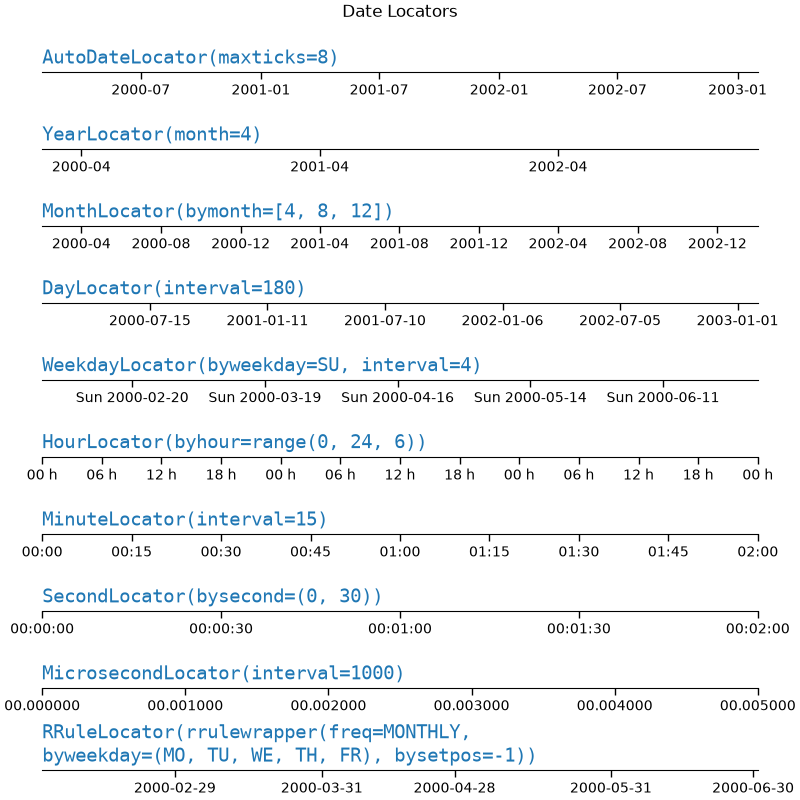 Date Locators
AutoDateLocator(maxticks=8)
2000-07 2001-01 2001-07 2002-01 2002-07 2003-01
YearLocator(month=4)
2000-04 2001-04 2002-04
MonthLocator(bymonth=[4, 8, 12])
2000-04 2000-08 2000-12 2001-04 2001-08 2001-12 2002-04 2002-08 2002-12
DayLocator(interval=180)
2000-07-15 2001-01-11 2001-07-10 2002-01-06 2002-07-05 2003-01-01
WeekdayLocator(byweekday=SU, interval=4)
Sun 2000-02-20 Sun 2000-03-19 Sun 2000-04-16 Sun 2000-05-14 Sun 2000-06-11
HourLocator(byhour=range(0, 24, 6))
00 h 06 h 12 h 18 h 00 h 06 h 12 h 18 h 00 h 06 h 12 h 18 h 00 h
MinuteLocator(interval=15)
00:00 00:15 00:30 00:45 01:00 01:15 01:30 01:45 02:00
SecondLocator(bysecond=(0, 30))
00:00:00 00:00:30 00:01:00 00:01:30 00:02:00
MicrosecondLocator(interval=1000)
00.000000 00.001000 00.002000 00.003000 00.004000 00.005000
RRuleLocator(rrulewrapper(freq=MONTHLY,
byweekday=(MO, TU, WE, TH, FR), bysetpos=-1))
2000-02-29 2000-03-31 2000-04-28 2000-05-31 2000-06-30